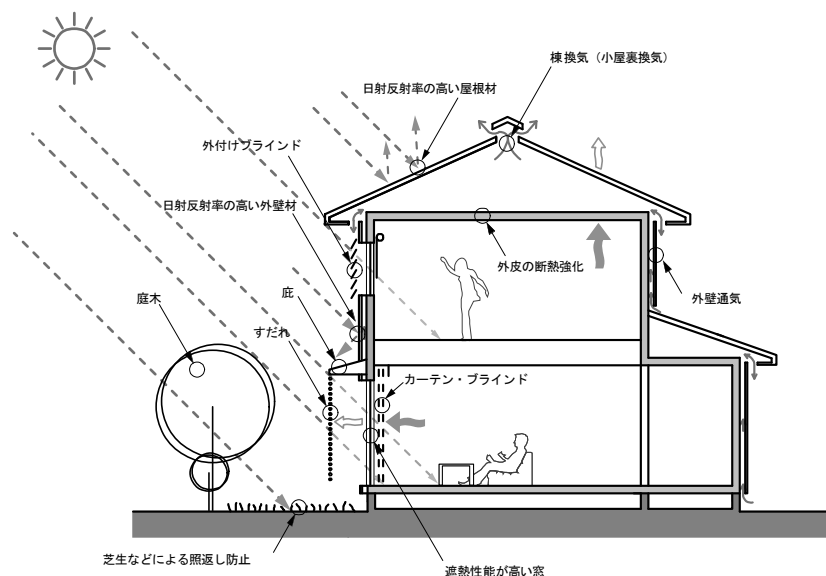 棟換気（小屋裏換気）
日射反射率の高い屋根材
外付けブラインド
日射反射率の高い外壁材
外皮の断熱強化
外壁通気
庇
庭木
すだれ
カーテン・ブラインド
芝生などによる照返し防止
遮熱性能が高い窓